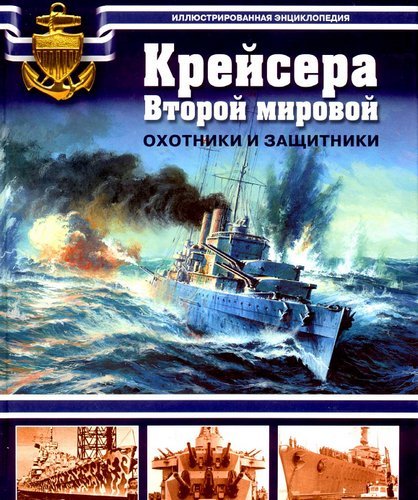 ИЛЛЮСТРИРОВАННАЯ ЭНЦИКЛОПЕДИЯ
Крейсера
Второй мировой
ОХОТНИКИ И ЗАЩИТНИКИ